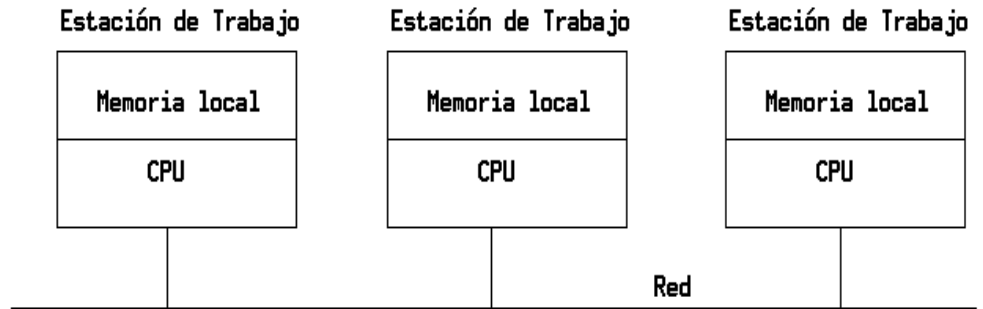 Estación de Trabajo Estación de Trabajo Estación de Trabajo
Memoria local Memoria local Memoria local
CPU CPU CPU
Red